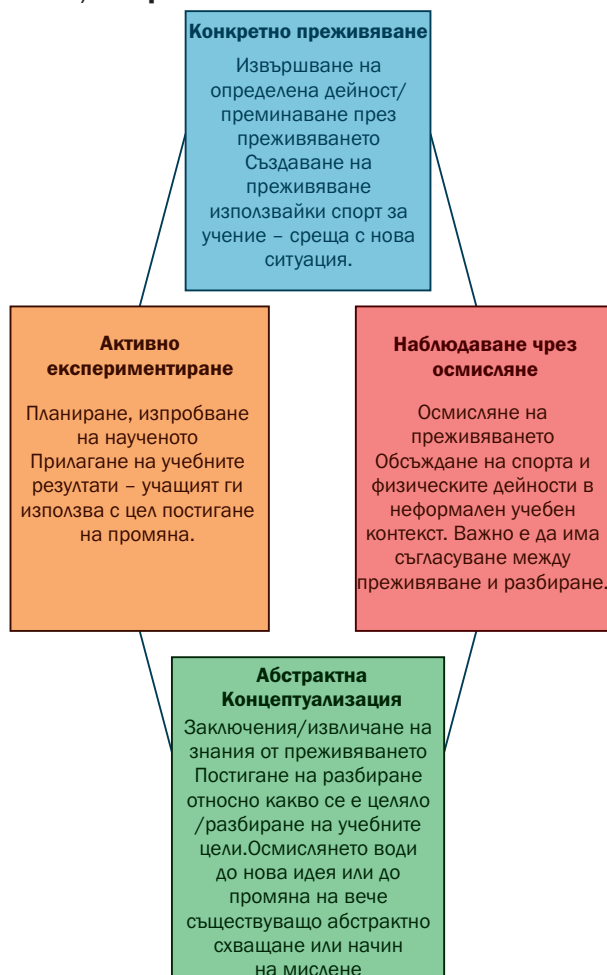 Конкретно преживяване
Извършване на
определена дейност/
преминаване през
преживяването
Създаване на
преживяване
използвайки спорт за
учение – среща с нова
ситуация.
Активно
експериментиране
Планиране, изпробване
на наученото
Прилагане на учебните
резултати – учащият ги
използва с цел постигане
на промяна.
Наблюдаване чрез
осмисляне
Осмисляне на
преживяването
Обсъждане на спорта и
физическите дейности в
неформален учебен
контекст. Важно е да има
съгласуване между
преживяване и разбиране.
Абстрактна
Концептуализация
Заключения/извличане на
знания от преживяването
Постигане на разбиране
относно какво се е целяло
/разбиране на учебните
цели.Осмислянето води
до нова идея или до
промяна на вече
съществуващо абстрактно
схващане или начин
на мислене